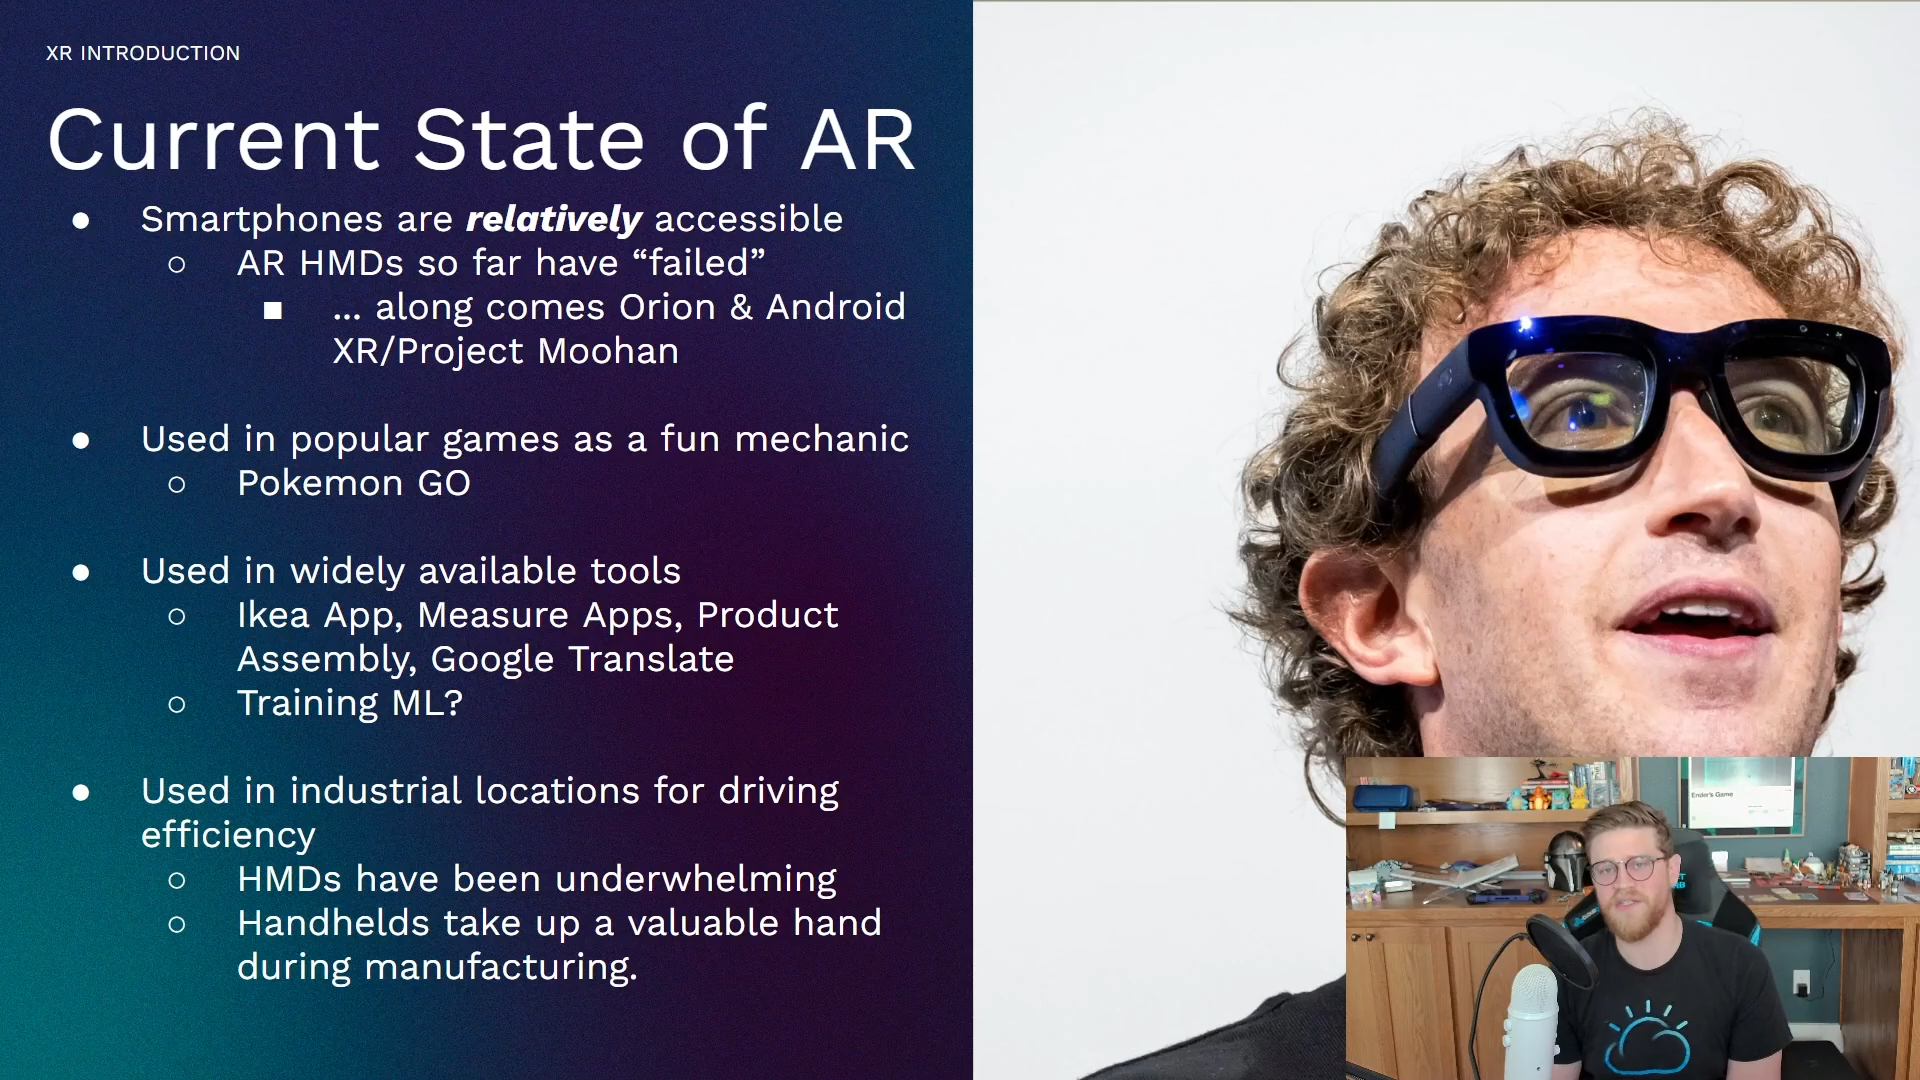 XR INTRODUCTION
Current State of AR
● Smartphones are relatively accessible
○ AR HMDs so far have “failed”
■ ... along comes Orion & Android
XR/Project Moohan
● Used in popular games as a fun mechanic
○ Pokemon GO
● Used in widely available tools
○ Ikea App, Measure Apps, Product
Assembly, Google Translate
○ Training ML?
● Used in industrial locations for driving
efficiency
○ HMDs have been underwhelming
○ Handhelds take up a valuable hand
during manufacturing.
Ender's Game